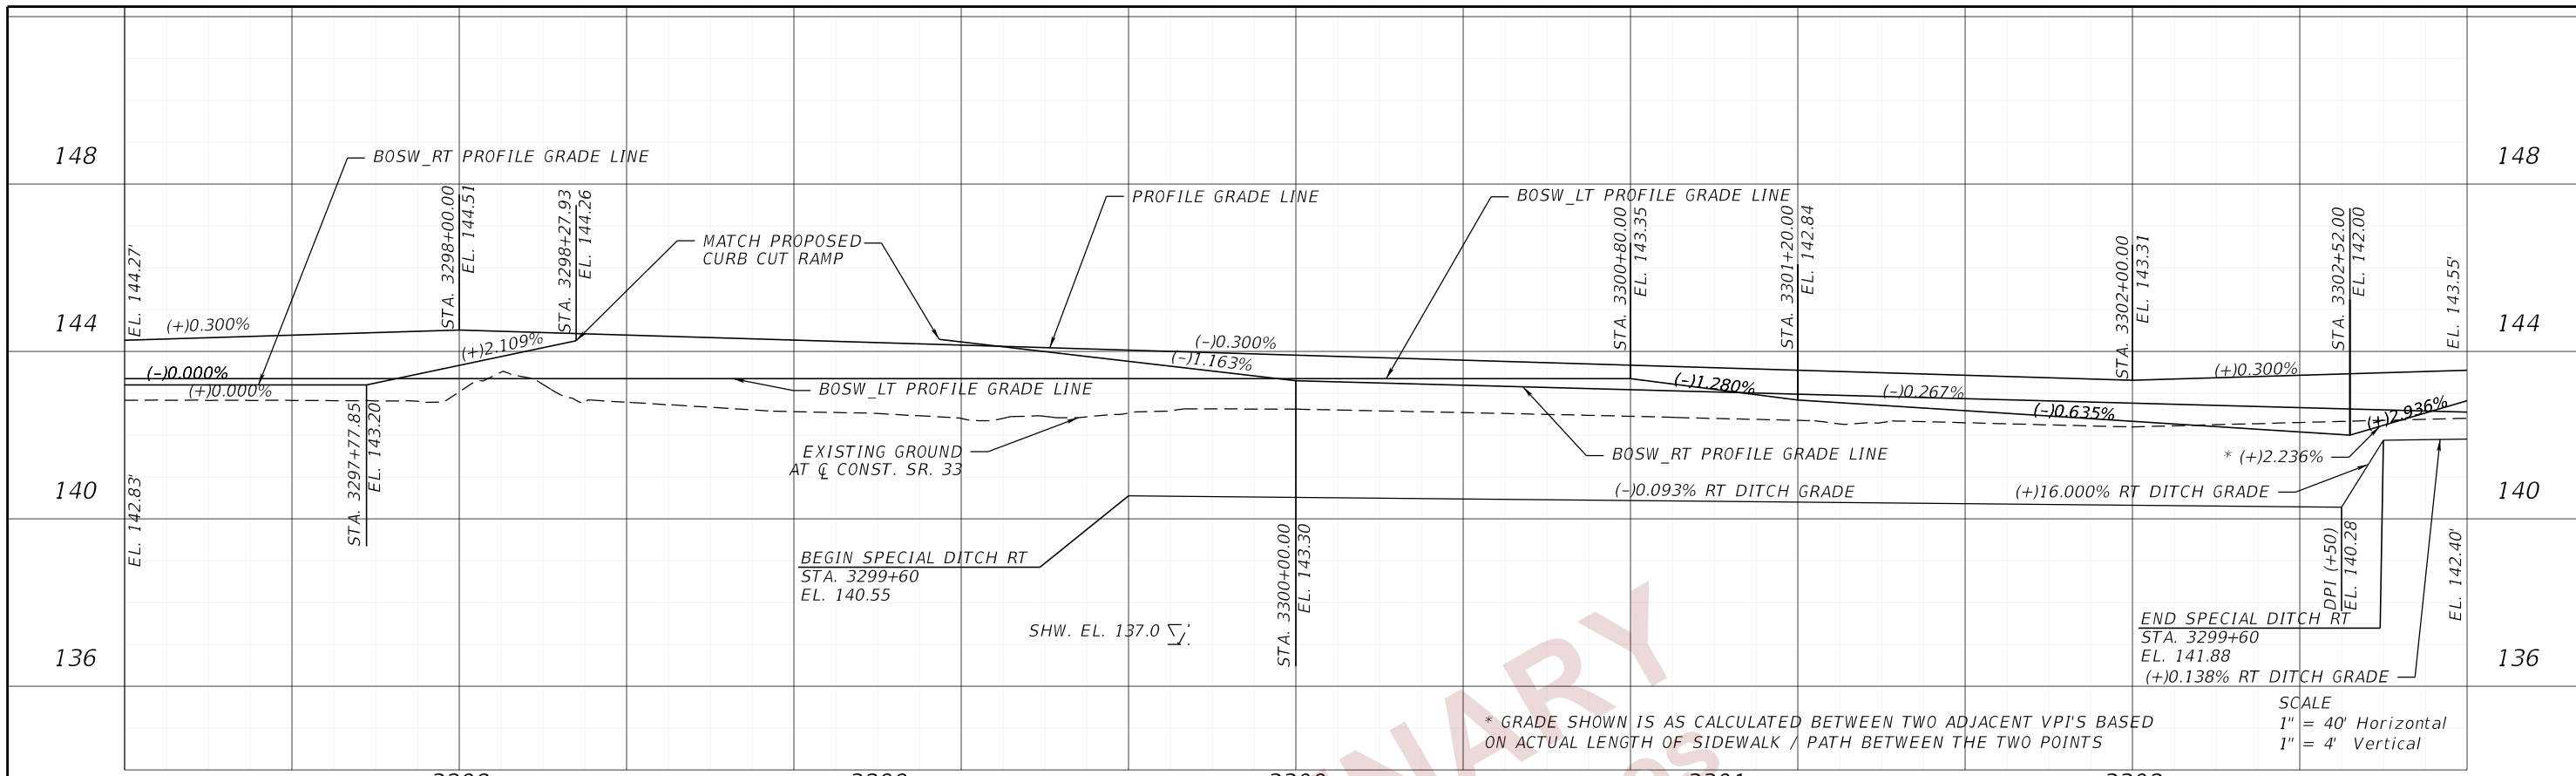 148
148
144
144
140
140
136
136
BOSW_RT PROFILE GRADE LINE
STA. 3298+00.00
EL. 144.51
STA. 3298+27.93
EL. 144.26
MATCH PROPOSED
CURB CUT RAMP
PROFILE GRADE LINE
BOSW_LT PROFILE GRADE LINE
STA. 3300+80.00
EL. 143.35
STA. 3301+20.00
EL. 142.84
STA. 3302+00.00
EL. 143.31
STA. 3302+52.00
EL. 142.00
EL. 143.55'
EL. 144.27'
(+)0.300%
(+)2.109%
(-)0.300%
(-)1.163%
(-)0.000%
(+)0.000%
BOSW_LT PROFILE GRADE LINE
(-)1.280%
(-)0.267%
(-)0.635%
(+)0.300%
(+)2.936%
STA. 3297+77.85
EL. 143.20
EXISTING GROUND
AT ℄ CONST. SR. 33
BOSW_RT PROFILE GRADE LINE
* (+)2.236%
EL. 142.83'
(-)0.093% RT DITCH GRADE
(+)16.000% RT DITCH GRADE
BEGIN SPECIAL DITCH RT
STA. 3299+60
EL. 140.55
STA. 3300+00.00
EL. 143.30
DPI (+50)
EL. 140.28
EL. 142.40'
SHW. EL. 137.0
END SPECIAL DITCH RT
STA. 3299+60
EL. 141.88
(+)0.138% RT DITCH GRADE
* GRADE SHOWN IS AS CALCULATED BETWEEN TWO ADJACENT VPI'S BASED
ON ACTUAL LENGTH OF SIDEWALK / PATH BETWEEN THE TWO POINTS
SCALE
1" = 40' Horizontal
1" = 4' Vertical